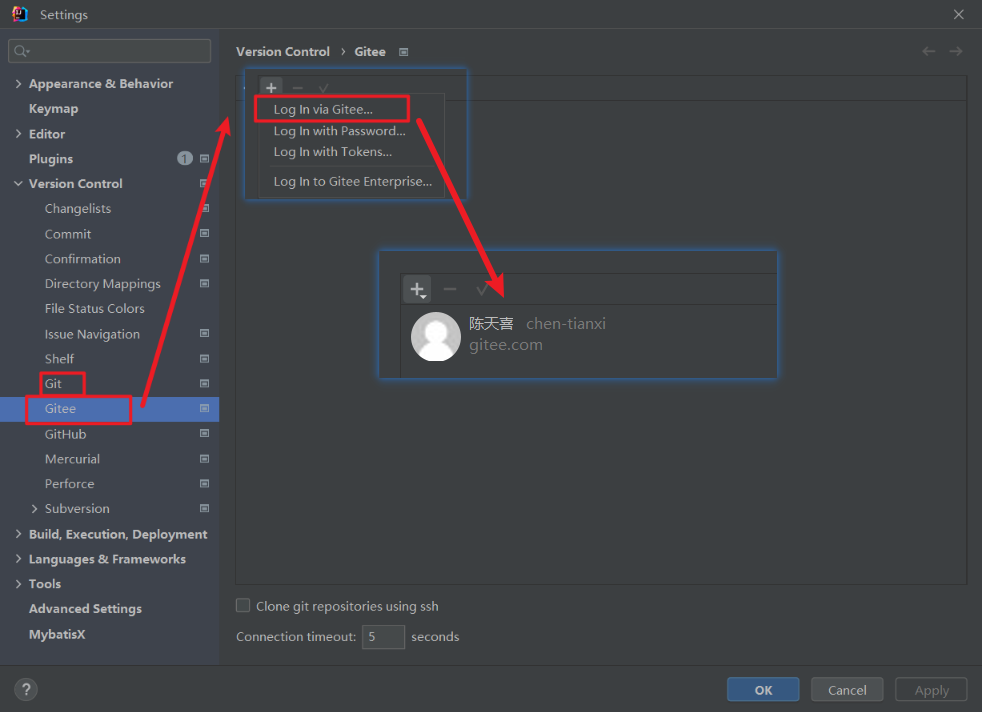 Settings
Version Control › Gitee
Appearance & Behavior
Keymap
Editor
Plugins 1
Version Control
Changelists
Commit
Confirmation
Directory Mappings
File Status Colors
Issue Navigation
Shelf
Git
Gitee
GitHub
Mercurial
Perforce
Subversion
Build, Execution, Deployment
Languages & Frameworks
Tools
Advanced Settings
MybatisX
Log In via Gitee...
Log In with Password...
Log In with Tokens...
Log In to Gitee Enterprise...
陈天喜 chen-tianxi
gitee.com
Clone git repositories using ssh
Connection timeout: 5 seconds
?
OK Cancel Apply